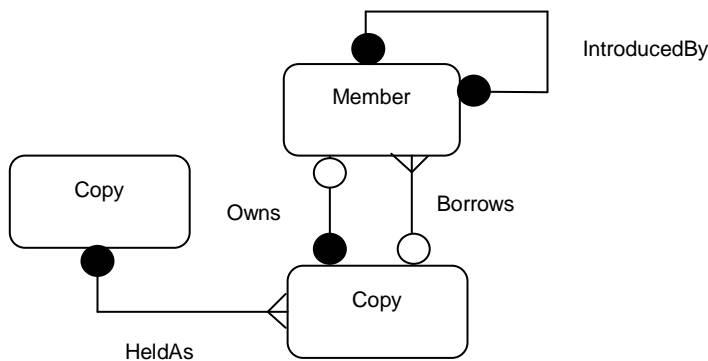 IntroducedBy
Member
Copy
Owns
Borrows
Copy
HeldAs